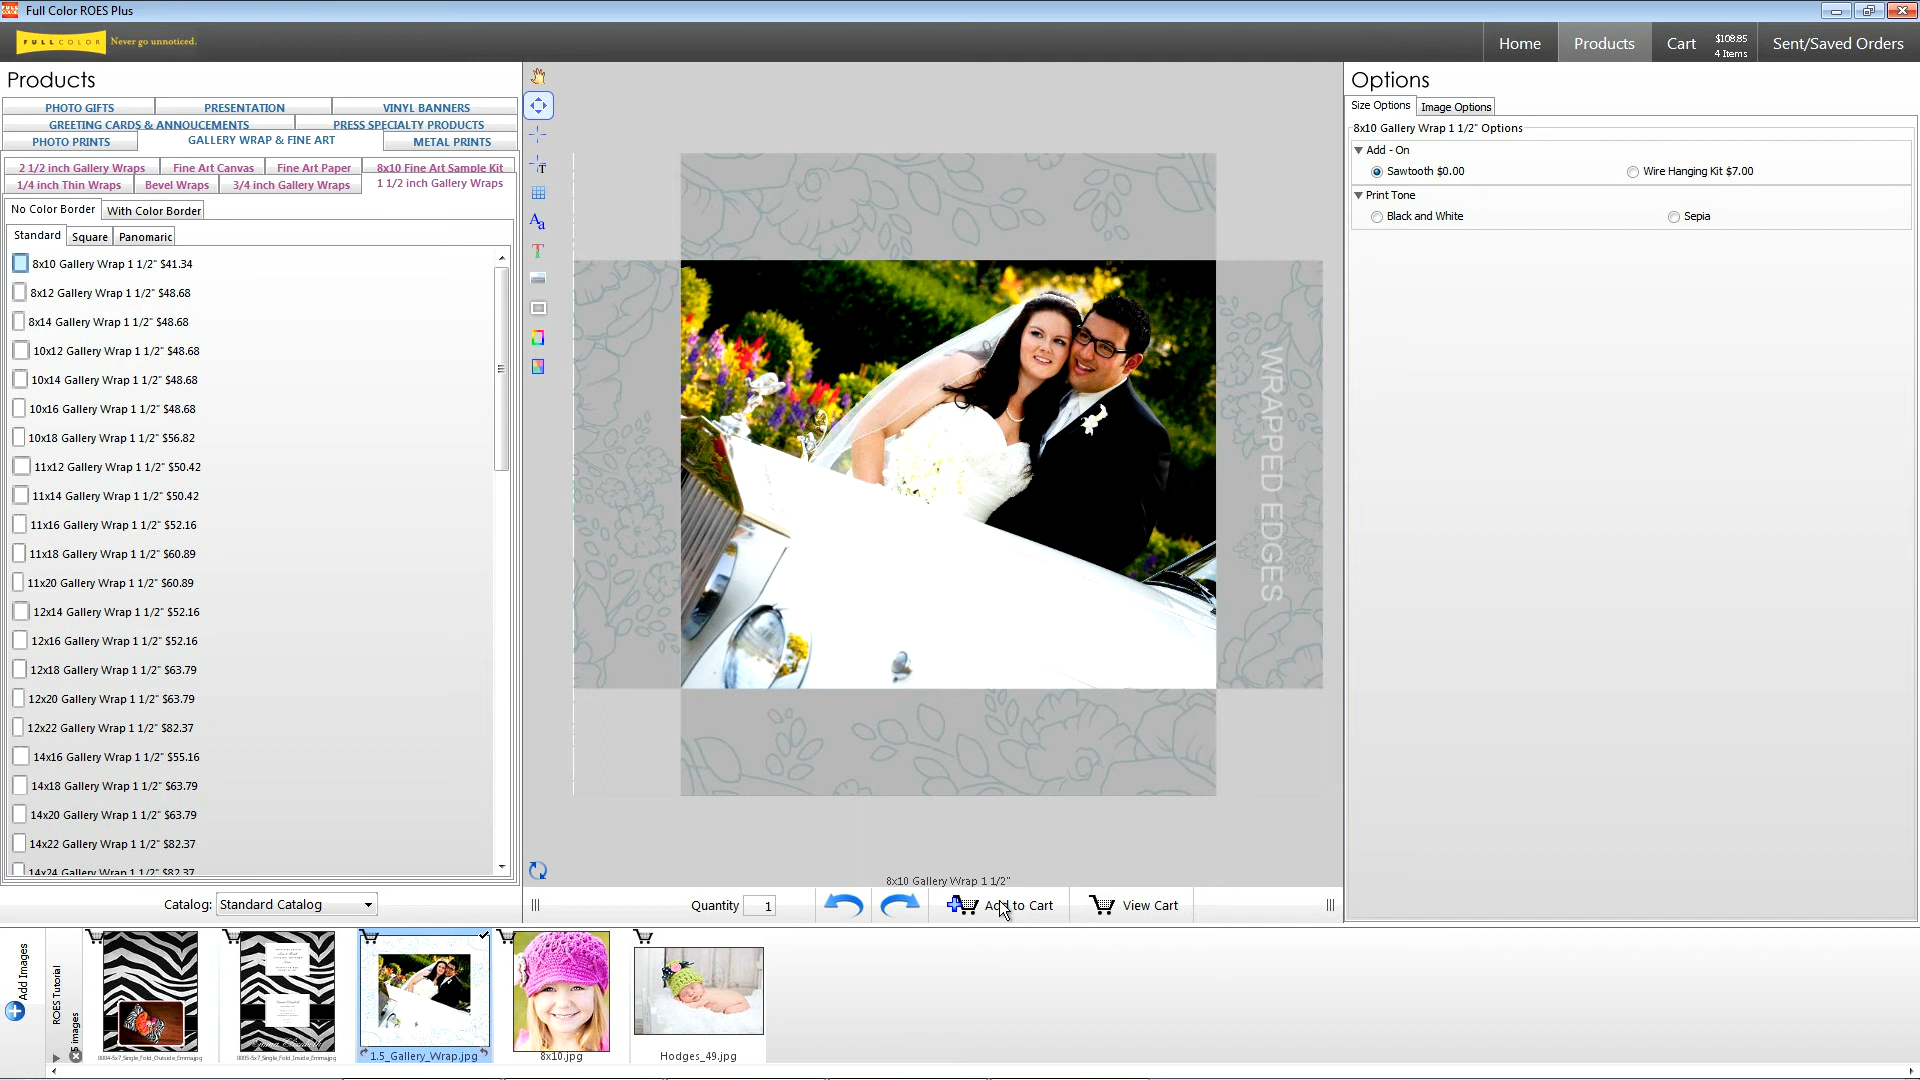 Full Color ROES Plus
FULLCOLOR Never go unnoticed.
Home
Products
Cart
$108.85
4 Items
Sent/Saved Orders
Products
PHOTO GIFTS
PRESENTATION
VINYL BANNERS
GREETING CARDS & ANNOUCEMENTS
PRESS SPECIALTY PRODUCTS
PHOTO PRINTS
GALLERY WRAP & FINE ART
METAL PRINTS
2 1/2 inch Gallery Wraps
Fine Art Canvas
Fine Art Paper
8x10 Fine Art Sample Kit
1/4 inch Thin Wraps
Bevel Wraps
3/4 inch Gallery Wraps
1 1/2 inch Gallery Wraps
No Color Border
With Color Border
Standard
Square
Panomaric
8x10 Gallery Wrap 1 1/2" $41.34
8x12 Gallery Wrap 1 1/2" $48.68
8x14 Gallery Wrap 1 1/2" $48.68
10x12 Gallery Wrap 1 1/2" $48.68
10x14 Gallery Wrap 1 1/2" $48.68
10x16 Gallery Wrap 1 1/2" $48.68
10x18 Gallery Wrap 1 1/2" $56.82
11x12 Gallery Wrap 1 1/2" $50.42
11x14 Gallery Wrap 1 1/2" $50.42
11x16 Gallery Wrap 1 1/2" $52.16
11x18 Gallery Wrap 1 1/2" $60.89
11x20 Gallery Wrap 1 1/2" $60.89
12x14 Gallery Wrap 1 1/2" $52.16
12x16 Gallery Wrap 1 1/2" $52.16
12x18 Gallery Wrap 1 1/2" $63.79
12x20 Gallery Wrap 1 1/2" $63.79
12x22 Gallery Wrap 1 1/2" $82.37
14x16 Gallery Wrap 1 1/2" $55.16
14x18 Gallery Wrap 1 1/2" $63.79
14x20 Gallery Wrap 1 1/2" $63.79
14x22 Gallery Wrap 1 1/2" $82.37
14x24 Gallery Wrap 1 1/2" $82.37
Catalog: Standard Catalog
WRAPPED EDGES
8x10 Gallery Wrap 1 1/2"
Quantity 1
Add to Cart
View Cart
Options
Size Options
Image Options
8x10 Gallery Wrap 1 1/2" Options
Add - On
Sawtooth $0.00
Wire Hanging Kit $7.00
Print Tone
Black and White
Sepia
Add Images
ROES Tutorial
5 images
0004-5x7_Single_Fold_Outside_Emma.jpg
0005-5x7_Single_Fold_Inside_Emma.jpg
1.5_Gallery_Wrap.jpg
8x10.jpg
Hodges_49.jpg